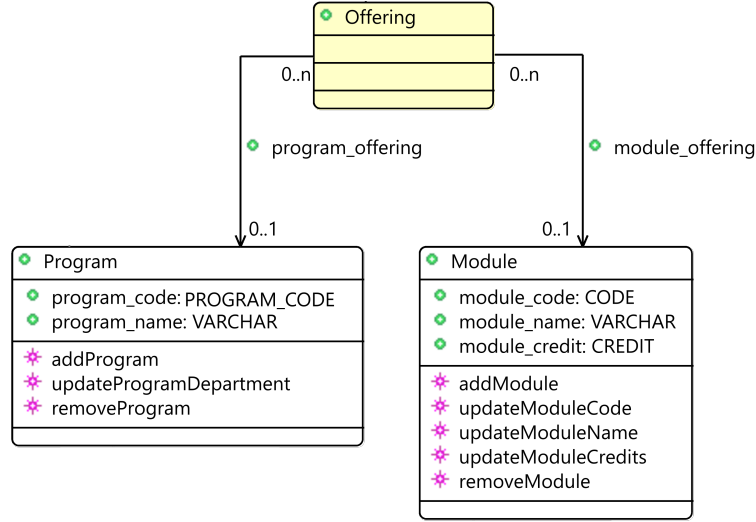 Offering
0..n
0..n
program_offering
module_offering
0..1
0..1
Program
program_code: PROGRAM_CODE
program_name: VARCHAR
addProgram
updateProgramDepartment
removeProgram
Module
module_code: CODE
module_name: VARCHAR
module_credit: CREDIT
addModule
updateModuleCode
updateModuleName
updateModuleCredits
removeModule